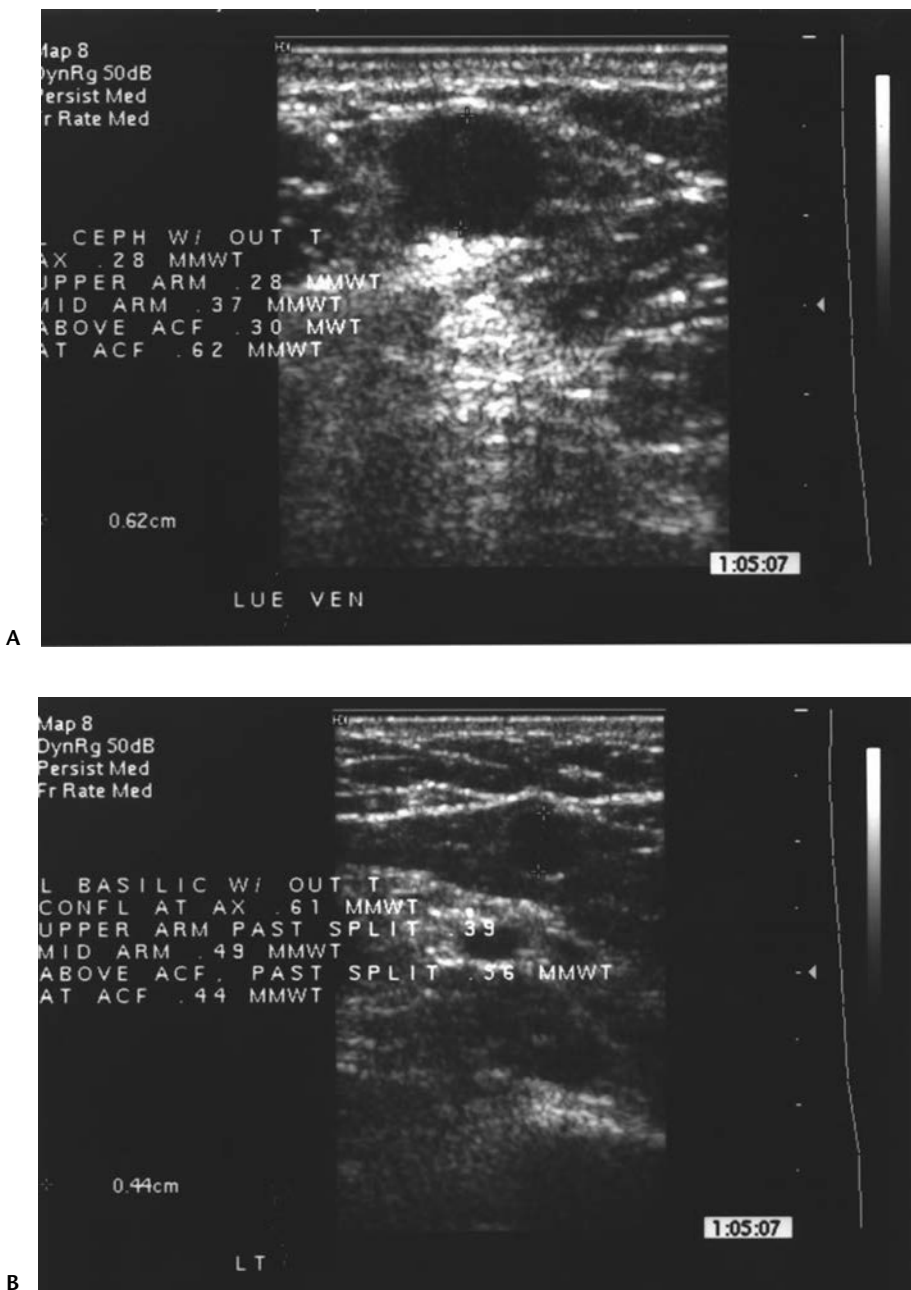 Map 8
DynRg 50dB
Persist Med
Fr Rate Med
L CEPH W/ OUT T
AX .28 MMWT
UPPER ARM .28 MMWT
MID ARM .37 MMWT
ABOVE ACF .30 MWT
AT ACF .62 MMWT
0.62cm
1:05:07
LUE VEN
A
Map 8
DynRg 50dB
Persist Med
Fr Rate Med
L BASILIC W/ OUT T
CONFL AT AX .61 MMWT
UPPER ARM PAST SPLIT .39
MID ARM .49 MMWT
ABOVE ACF, PAST SPLIT .56 MMWT
AT ACF .44 MMWT
0.44cm
1:05:07
LT
B